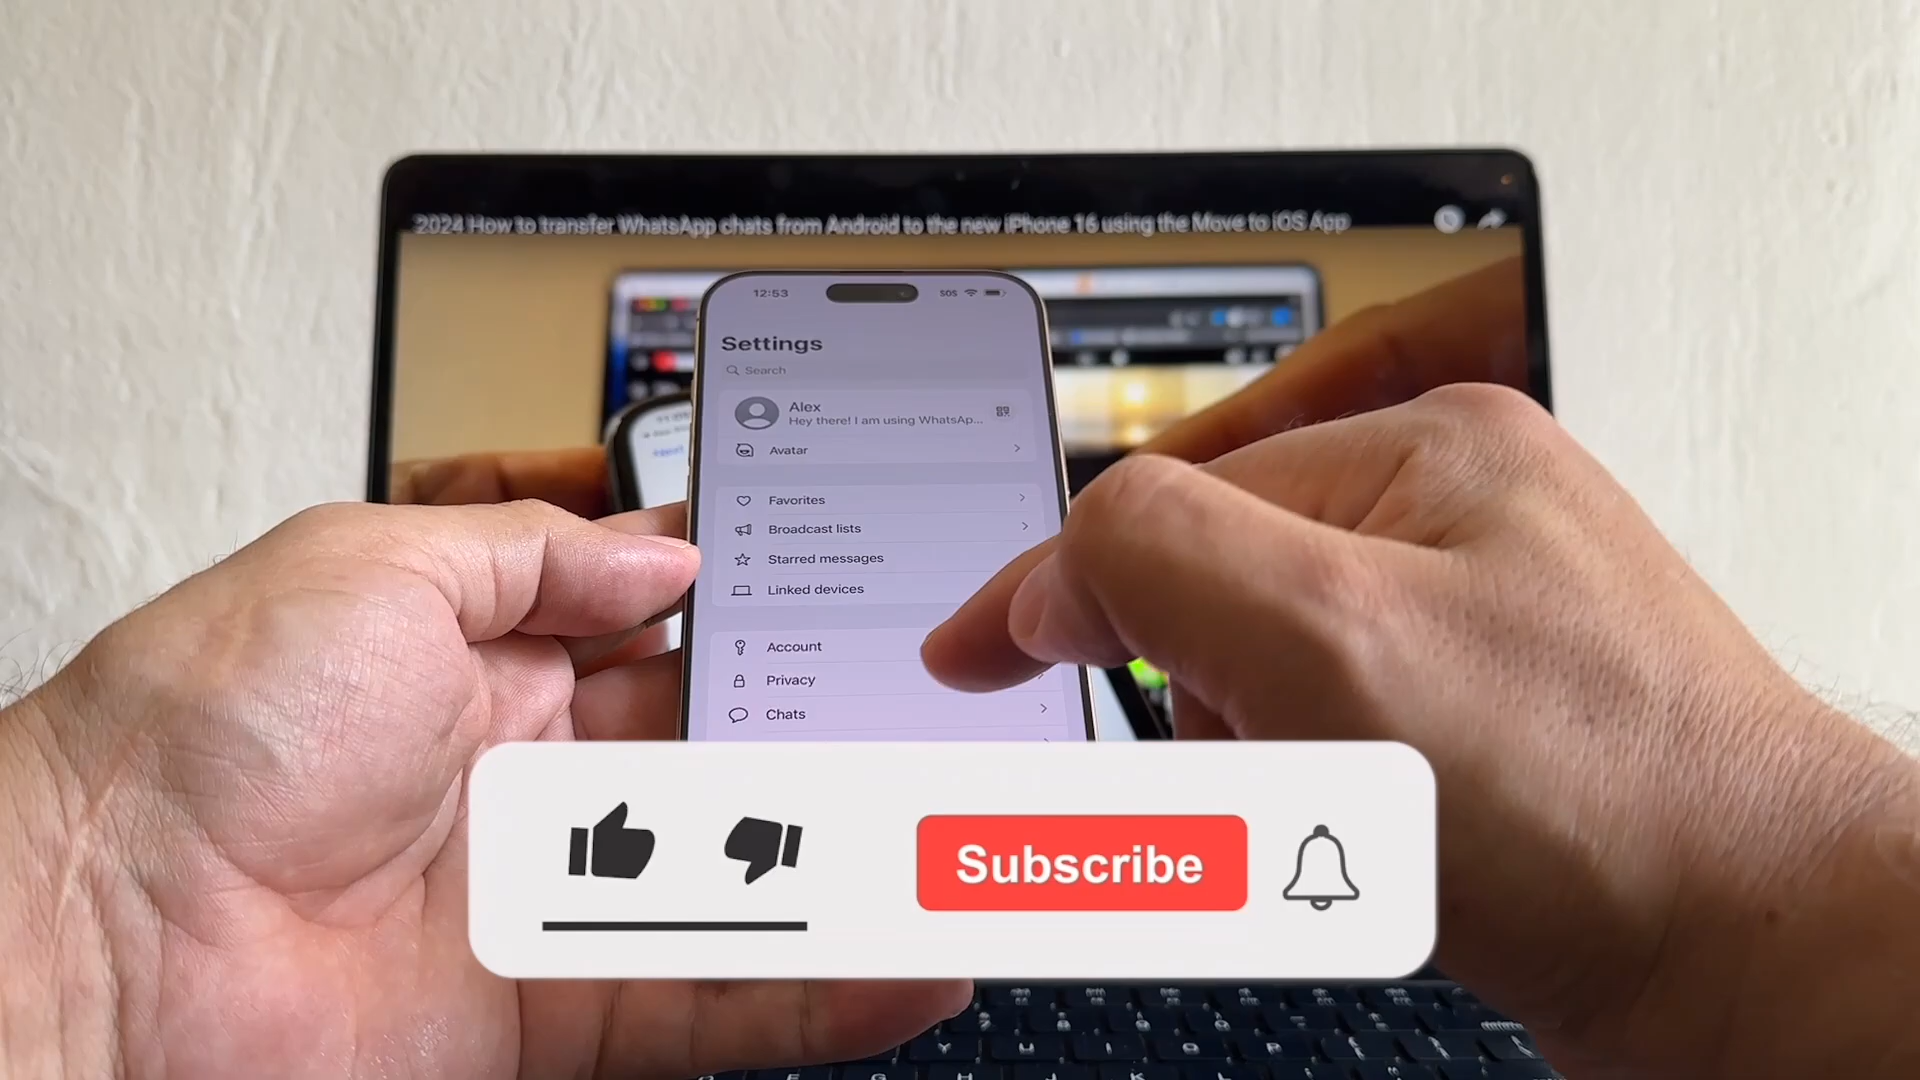 2024 How to transfer WhatsApp chats from Android to the new iPhone 16 using the Move to iOS App
12:53
SOS
Settings
Search
Alex
Hey there! I am using WhatsAp...
Avatar
Favorites
Broadcast lists
Starred messages
Linked devices
Account
Privacy
Chats
Subscribe
Y U I O P
G H J K L